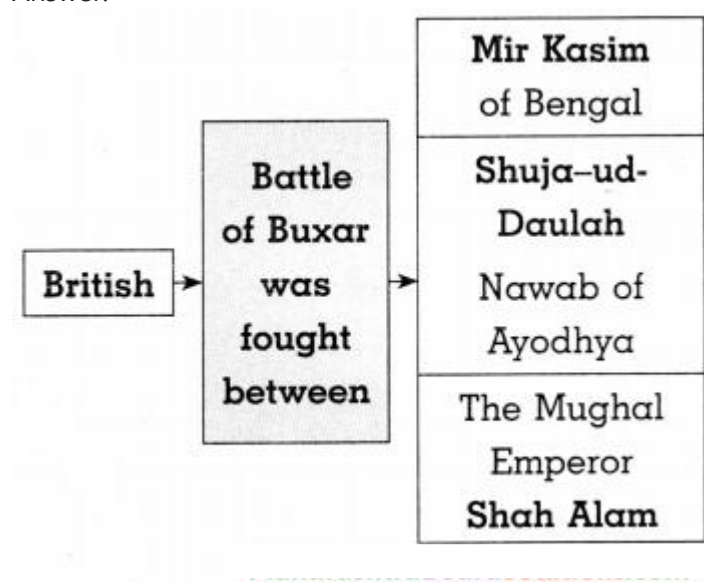 British
Battle
of Buxar
was
fought
between
Mir Kasim
of Bengal
Shuja–ud-
Daulah
Nawab of
Ayodhya
The Mughal
Emperor
Shah Alam